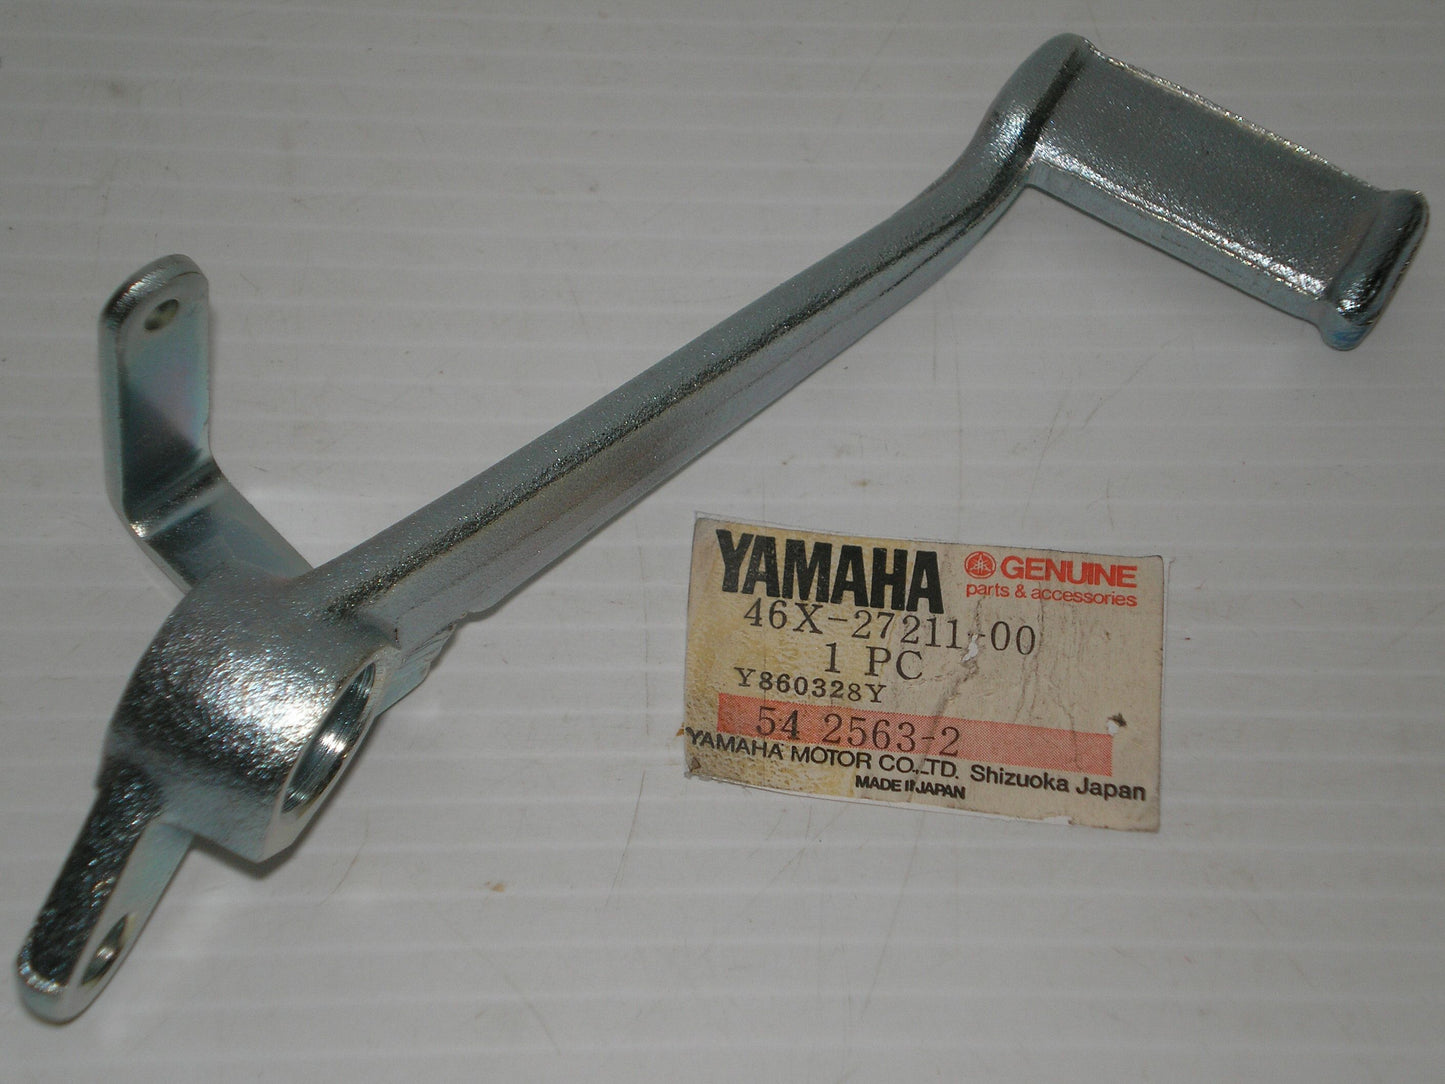 YAMAHA GENUINE
parts & accessories
46X-27211-00
1 PC
Y860328Y
54 2563-2
YAMAHA MOTOR CO.,LTD. Shizuoka Japan
MADE IN JAPAN